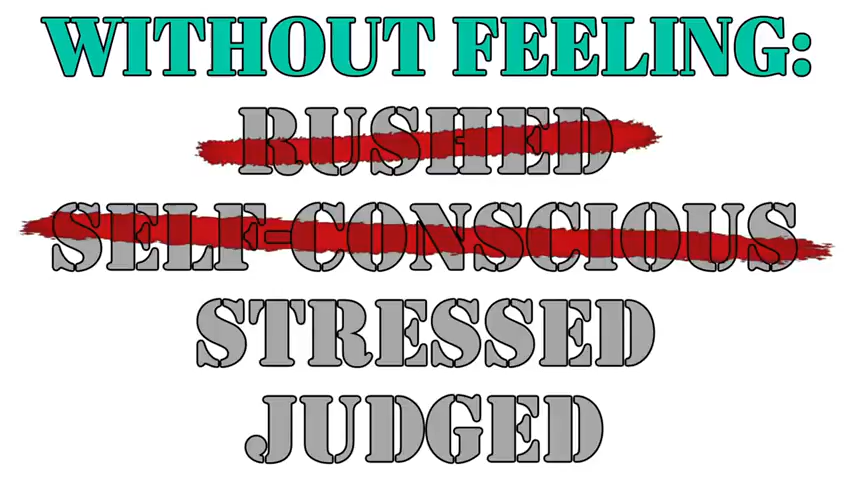 WITHOUT FEELING:
RUSHED
SELF-CONSCIOUS
STRESSED
JUDGED